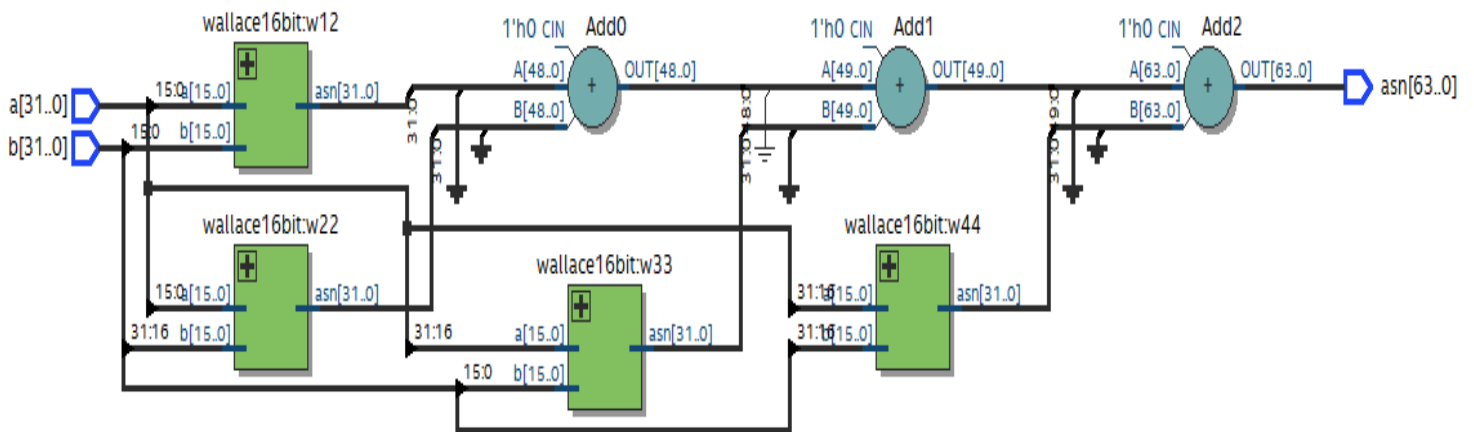 wallace16bit:w12
Add0
Add1
Add2
1'h0 CIN
1'h0 CIN
1'h0 CIN
A[48..0]
OUT[48..0]
A[49..0]
OUT[49..0]
A[63..0]
OUT[63..0]
asn[63..0]
a[31..0]
15:0
a[15..0]
asn[31..0]
B[48..0]
B[49..0]
B[63..0]
b[31..0]
15:0
b[15..0]
31:0
31:0
31:0
48:0
31:0
49:0
wallace16bit:w22
wallace16bit:w33
wallace16bit:w44
15:0
a[15..0]
asn[31..0]
31:16
b[15..0]
31:16
a[15..0]
asn[31..0]
15:0
b[15..0]
31:16
a[15..0]
asn[31..0]
31:16
b[15..0]